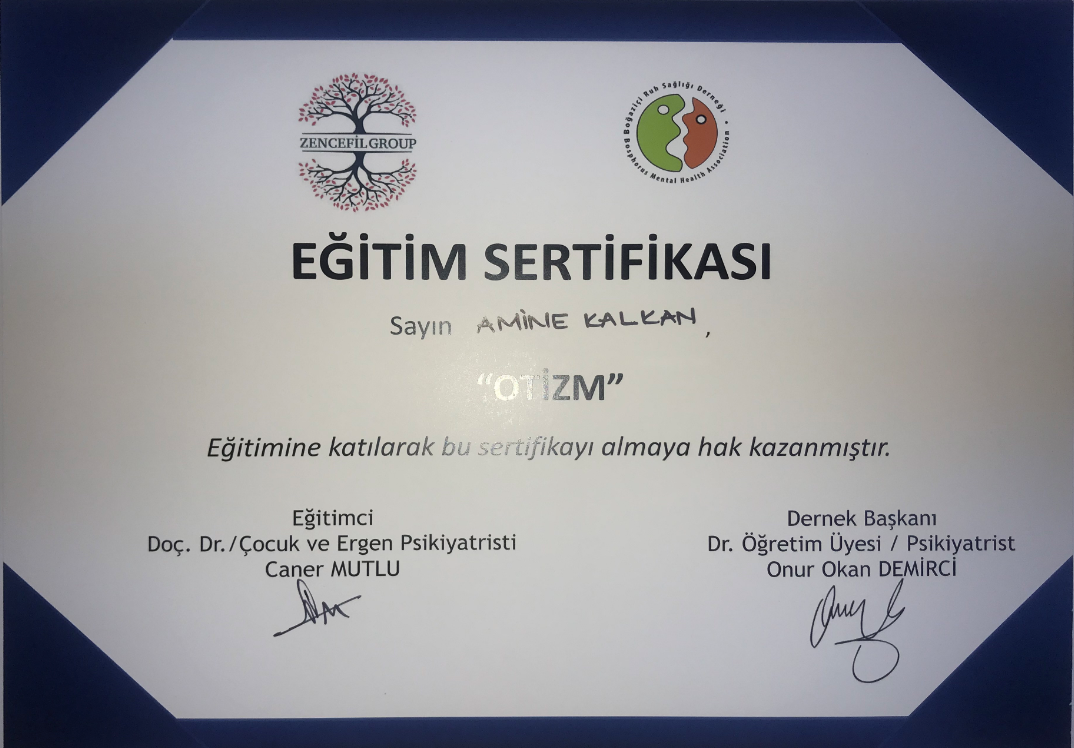 ZENCEFİL GROUP
Boğaziçi Ruh Sağlığı Derneği
Bosphorus Mental Health Association
EĞİTİM SERTİFİKASI
Sayın AMİNE KALKAN,
“OTİZM”
Eğitimine katılarak bu sertifikayı almaya hak kazanmıştır.
Eğitimci
Doç. Dr./Çocuk ve Ergen Psikiyatristi
Caner MUTLU
Dernek Başkanı
Dr. Öğretim Üyesi / Psikiyatrist
Onur Okan DEMİRCİ